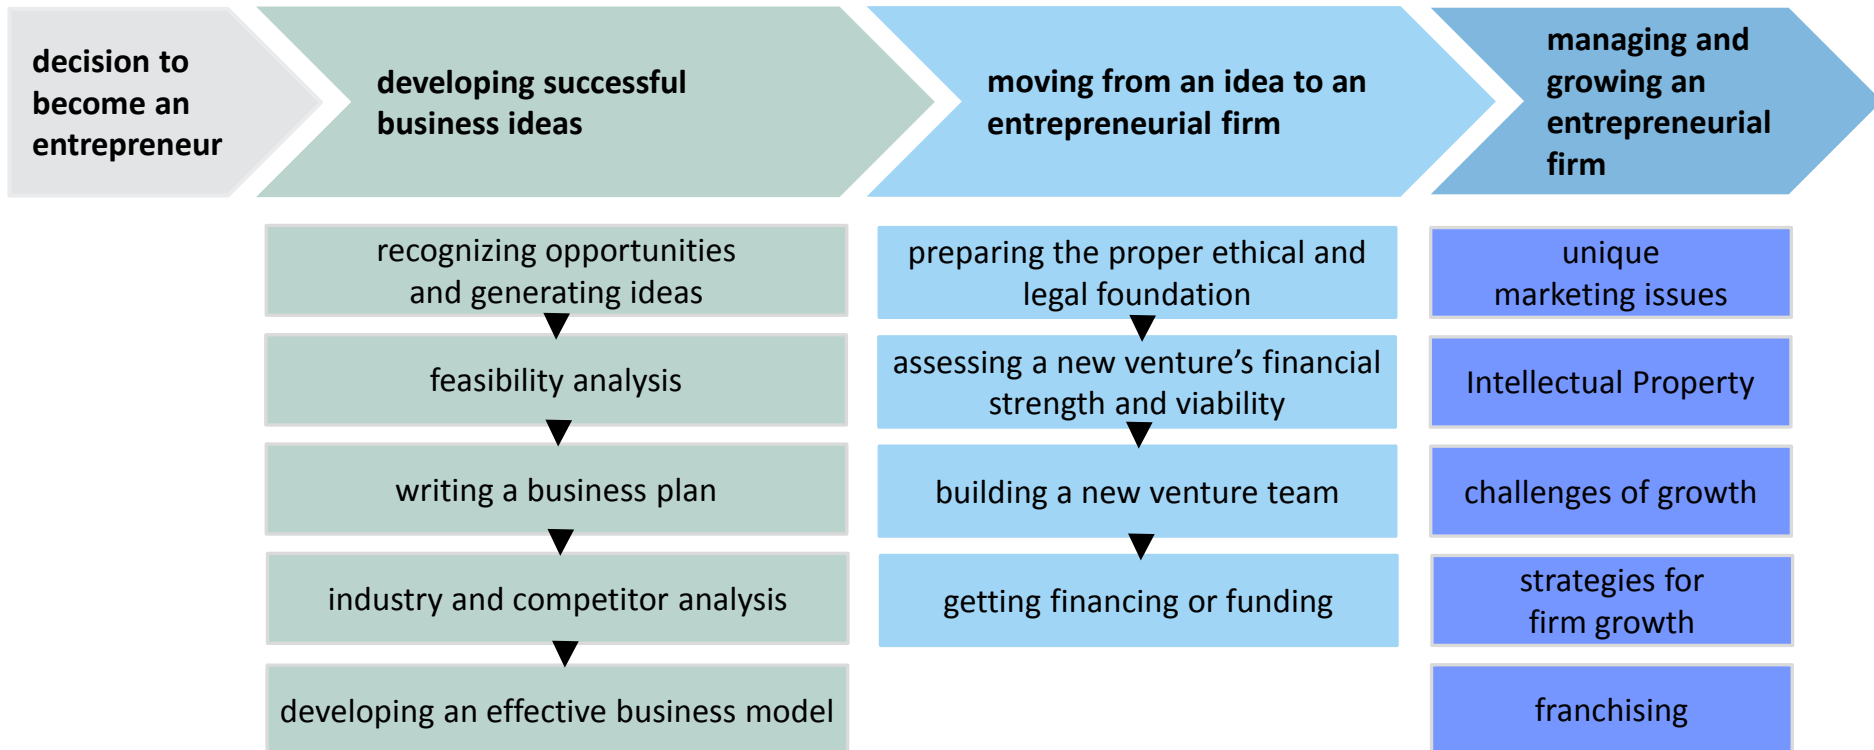 decision to
become an
entrepreneur
developing successful
business ideas
moving from an idea to an
entrepreneurial firm
managing and
growing an
entrepreneurial
firm
recognizing opportunities
and generating ideas
feasibility analysis
writing a business plan
industry and competitor analysis
developing an effective business model
preparing the proper ethical and
legal foundation
assessing a new venture’s financial
strength and viability
building a new venture team
getting financing or funding
unique
marketing issues
Intellectual Property
challenges of growth
strategies for
firm growth
franchising